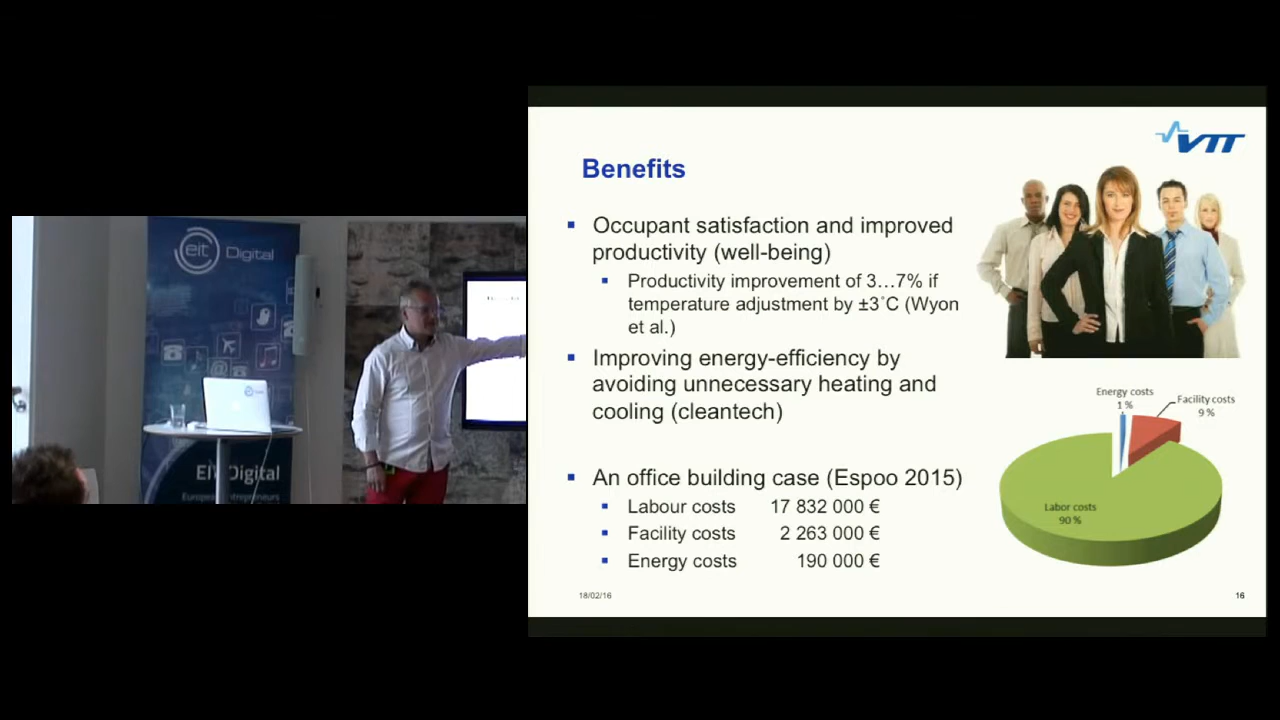 eit Digital
EIT Digital
European Entrepreneurs
VTT
Benefits
Occupant satisfaction and improved
productivity (well-being)
Productivity improvement of 3...7% if
temperature adjustment by ±3˚C (Wyon
et al.)
Improving energy-efficiency by
avoiding unnecessary heating and
cooling (cleantech)
An office building case (Espoo 2015)
Labour costs 17 832 000 €
Facility costs 2 263 000 €
Energy costs 190 000 €
Energy costs
1 %
Facility costs
9 %
Labor costs
90 %
18/02/16
16